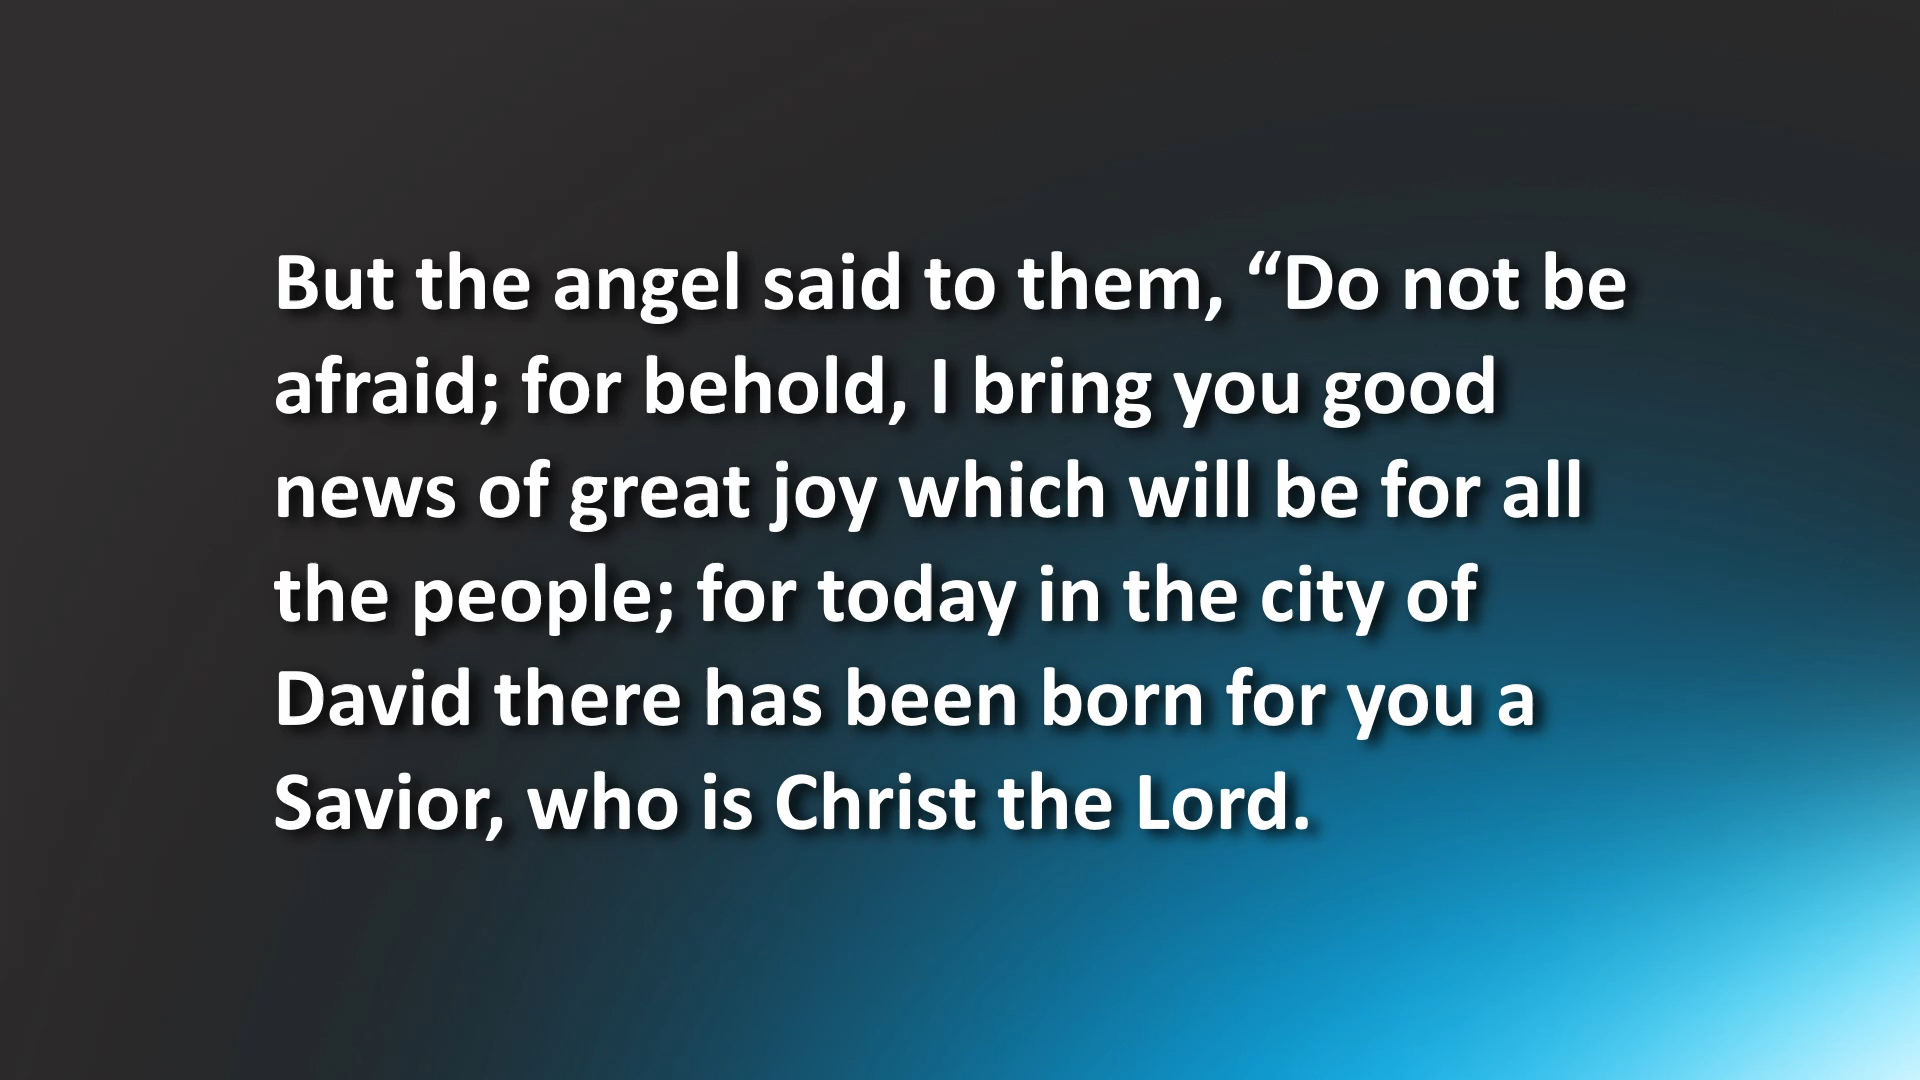 But the angel said to them, “Do not be
afraid; for behold, I bring you good
news of great joy which will be for all
the people; for today in the city of
David there has been born for you a
Savior, who is Christ the Lord.